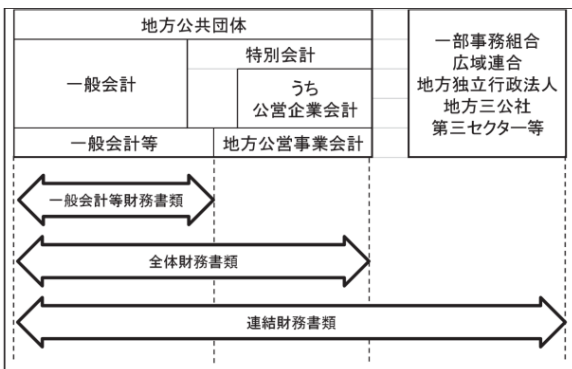 地方公共団体
一般会計
特別会計
うち
公営企業会計
一般会計等
地方公営事業会計
一部事務組合
広域連合
地方独立行政法人
地方三公社
第三セクター等
一般会計等財務書類
全体財務書類
連結財務書類